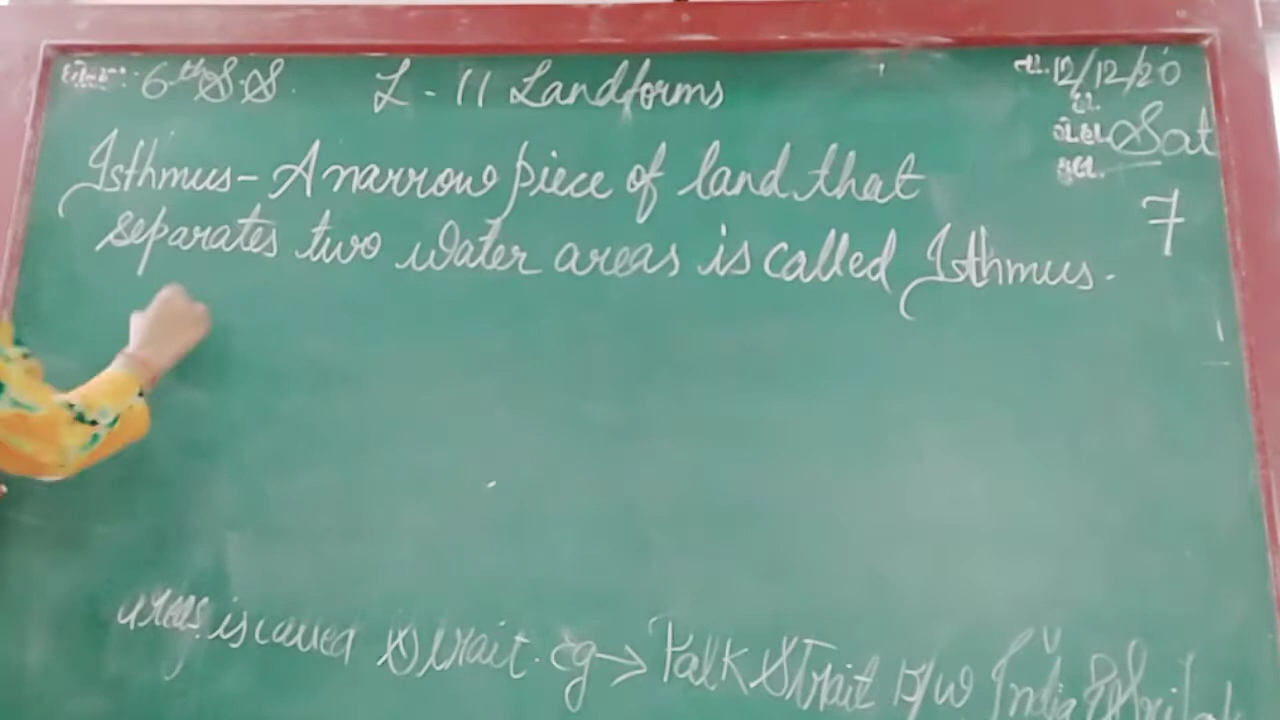 6th S.S. L - 11 Landforms
તા. 12/12/20
Sat
7
Isthmus - A narrow piece of land that
separates two water areas is called Isthmus.
areas is called Strait. eg → Palk Strait b/w India & Sri